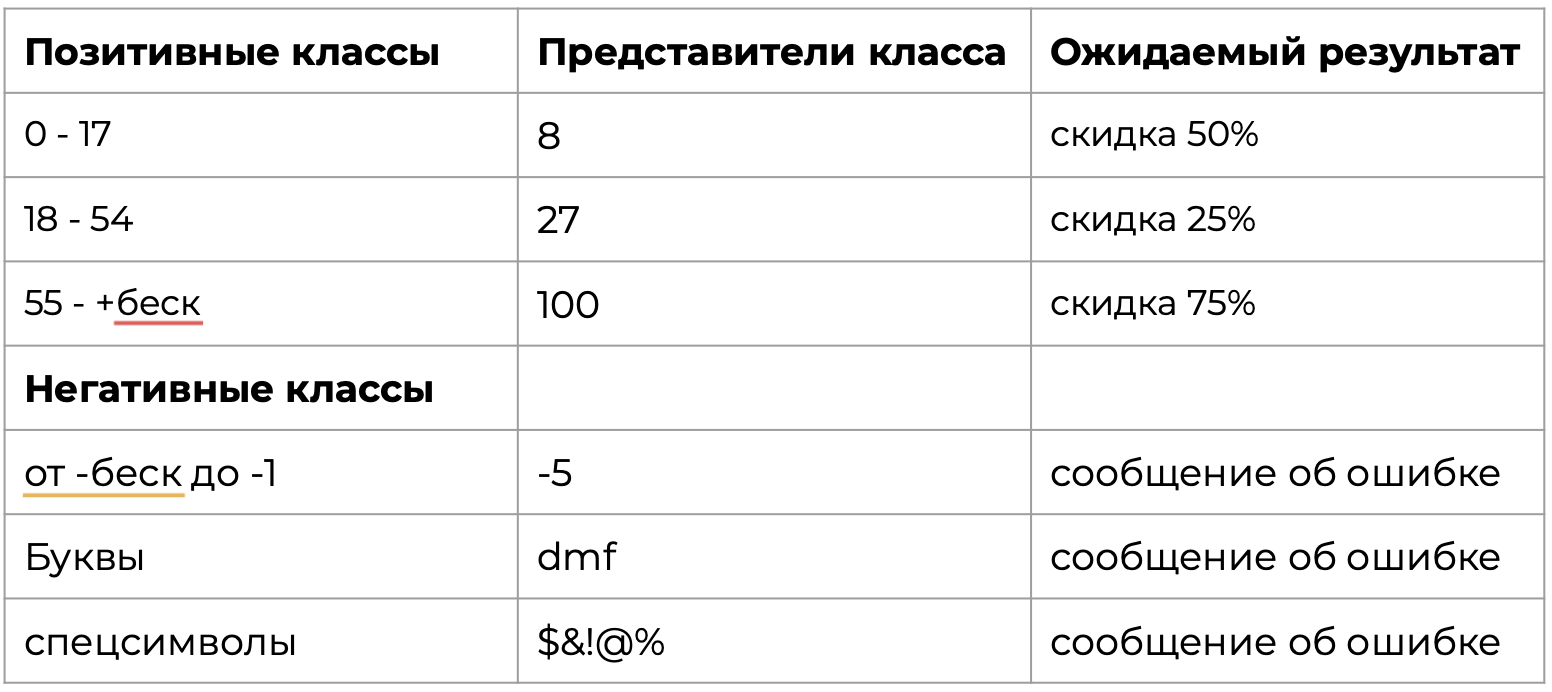 Позитивные классы Представители класса Ожидаемый результат
0 - 17 8 скидка 50%
18 - 54 27 скидка 25%
55 - +беск 100 скидка 75%
Негативные классы
от -беск до -1 -5 сообщение об ошибке
Буквы dmf сообщение об ошибке
спецсимволы $&!@% сообщение об ошибке